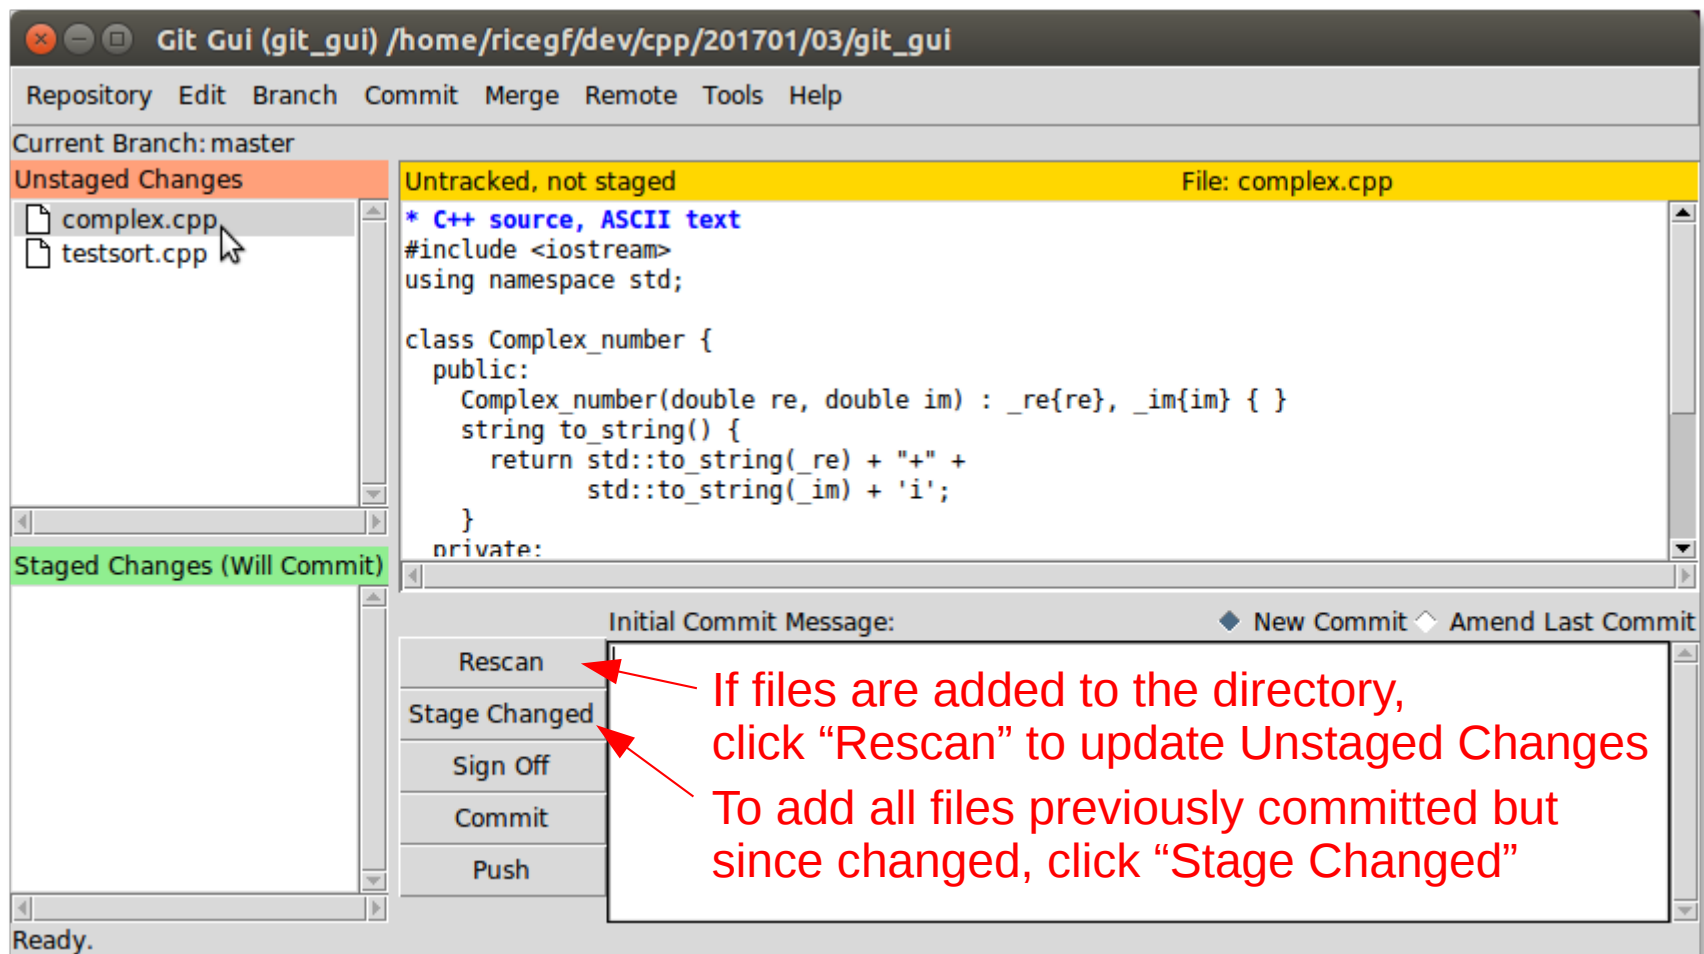 Git Gui (git_gui) /home/ricegf/dev/cpp/201701/03/git_gui
Repository Edit Branch Commit Merge Remote Tools Help
Current Branch: master
Unstaged Changes
complex.cpp
testsort.cpp
Staged Changes (Will Commit)
Untracked, not staged File: complex.cpp
* C++ source, ASCII text
#include <iostream>
using namespace std;
class Complex_number {
  public:
    Complex_number(double re, double im) : _re{re}, _im{im} { }
    string to_string() {
      return std::to_string(_re) + "+" +
             std::to_string(_im) + 'i';
    }
  private:
Initial Commit Message: New Commit Amend Last Commit
Rescan
Stage Changed
Sign Off
Commit
Push
If files are added to the directory,
click “Rescan” to update Unstaged Changes
To add all files previously committed but
since changed, click “Stage Changed”
Ready.